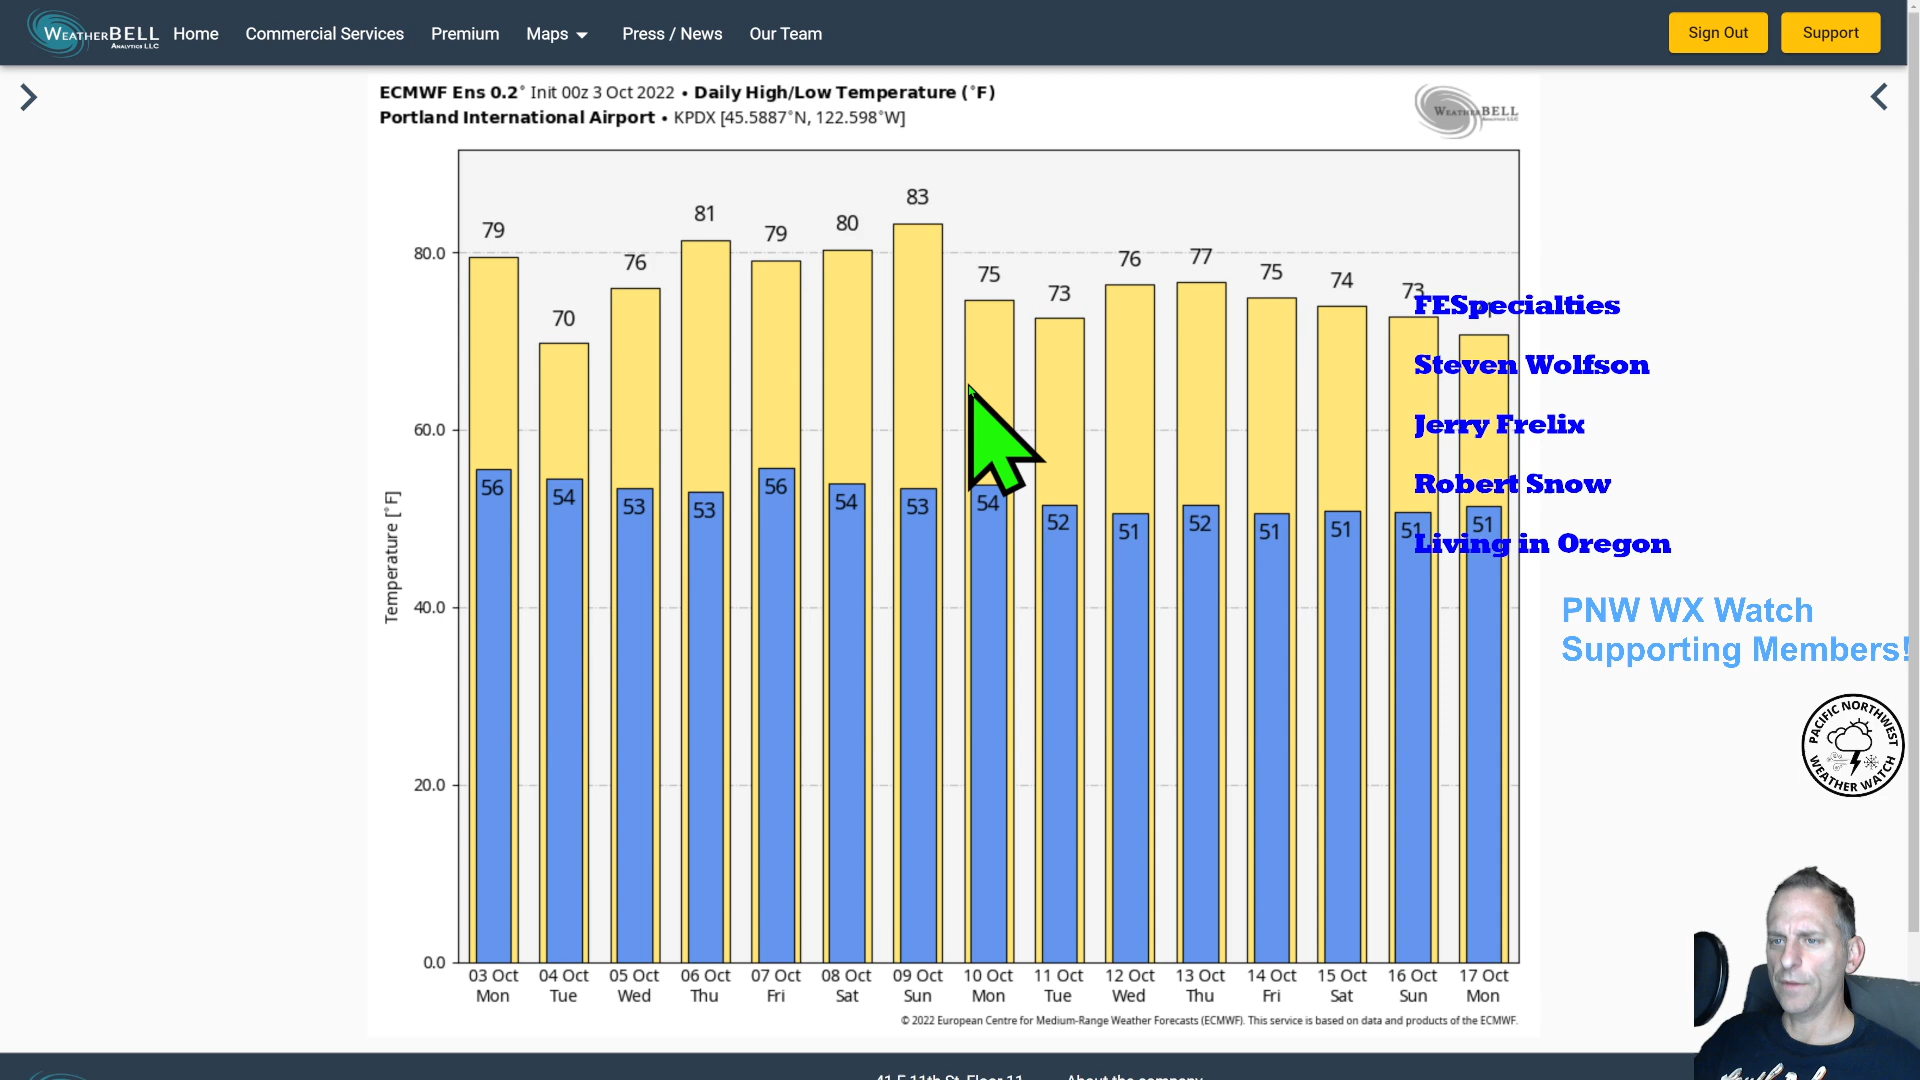 WEATHERBELL
ANALYTICS LLC
Home
Commercial Services
Premium
Maps
Press / News
Our Team
Sign Out
Support
ECMWF Ens 0.2° Init 00z 3 Oct 2022 • Daily High/Low Temperature (°F)
Portland International Airport • KPDX [45.5887°N, 122.598°W]
WEATHERBELL
Temperature [°F]
80.0
60.0
40.0
20.0
0.0
79 70 76 81 79 80 83 75 73 76 77 75 74 73
56 54 53 53 56 54 53 54 52 51 52 51 51 51 51
03 Oct 04 Oct 05 Oct 06 Oct 07 Oct 08 Oct 09 Oct 10 Oct 11 Oct 12 Oct 13 Oct 14 Oct 15 Oct 16 Oct 17 Oct
Mon Tue Wed Thu Fri Sat Sun Mon Tue Wed Thu Fri Sat Sun Mon
© 2022 European Centre for Medium-Range Weather Forecasts (ECMWF). This service is based on data and products of the ECMWF.
FESpecialties
Steven Wolfson
Jerry Frelix
Robert Snow
Living in Oregon
PNW WX Watch
Supporting Members!
PACIFIC NORTHWEST
WEATHER WATCH